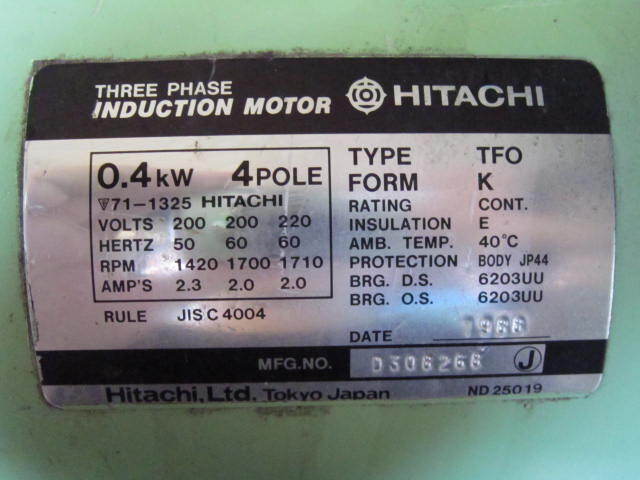 THREE PHASE
INDUCTION MOTOR HITACHI
0.4kW 4POLE
71-1325 HITACHI
VOLTS 200 200 220
HERTZ 50 60 60
RPM 1420 1700 1710
AMP'S 2.3 2.0 2.0
RULE JIS C 4004
TYPE TFO
FORM K
RATING CONT.
INSULATION E
AMB. TEMP. 40°C
PROTECTION BODY JP44
BRG. D.S. 6203UU
BRG. O.S. 6203UU
DATE
MFG.NO. J
Hitachi, Ltd. Tokyo Japan ND 25019